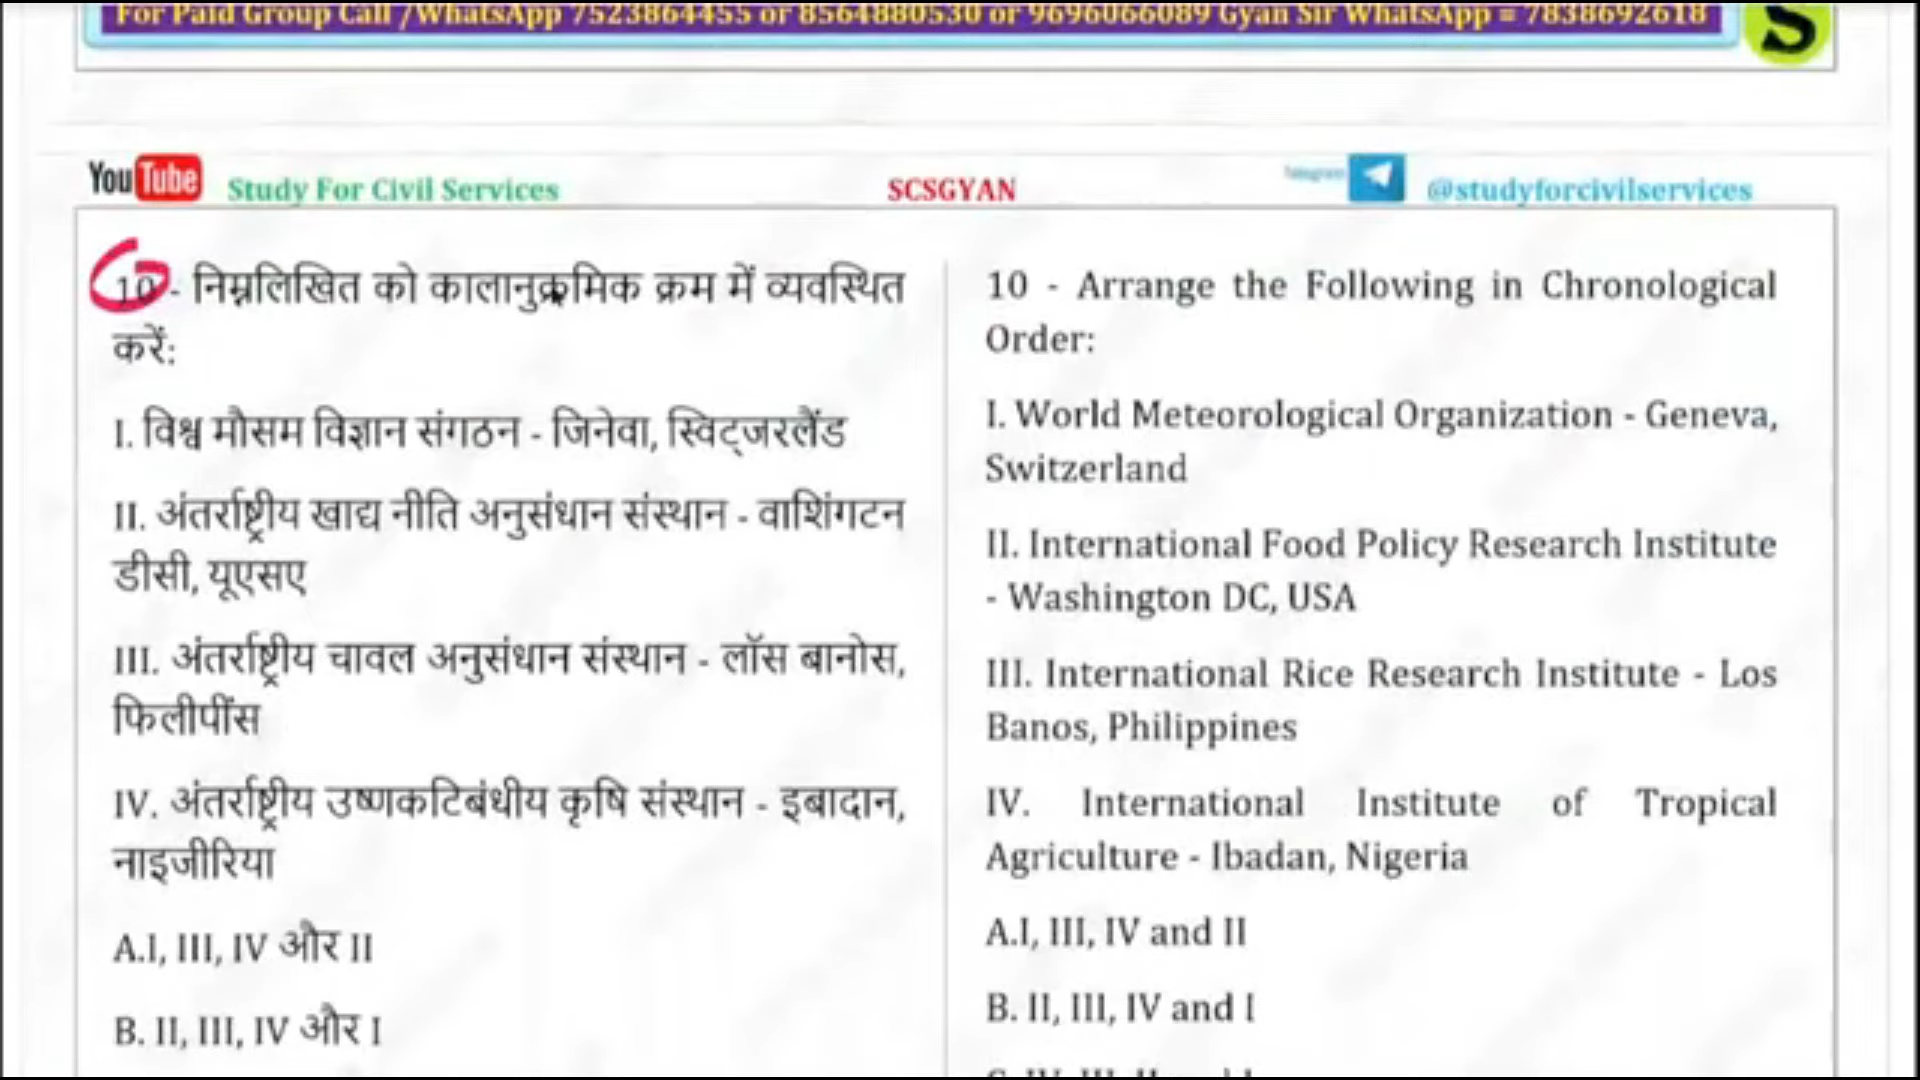 For Paid Group Call /WhatsApp 7523864455 or 8564880530 or 9696066089 Gyan Sir WhatsApp = 7838692618
S
YouTube Study For Civil Services SCSGYAN Telegram @studyforcivilservices
10 - निम्नलिखित को कालानुक्रमिक क्रम में व्यवस्थित
करें:
I. विश्व मौसम विज्ञान संगठन - जिनेवा, स्विट्जरलैंड
II. अंतर्राष्ट्रीय खाद्य नीति अनुसंधान संस्थान - वाशिंगटन
डीसी, यूएसए
III. अंतर्राष्ट्रीय चावल अनुसंधान संस्थान - लॉस बानोस,
फिलीपींस
IV. अंतर्राष्ट्रीय उष्णकटिबंधीय कृषि संस्थान - इबादान,
नाइजीरिया
A.I, III, IV और II
B. II, III, IV और I
10 - Arrange the Following in Chronological
Order:
I. World Meteorological Organization - Geneva,
Switzerland
II. International Food Policy Research Institute
- Washington DC, USA
III. International Rice Research Institute - Los
Banos, Philippines
IV. International Institute of Tropical
Agriculture - Ibadan, Nigeria
A.I, III, IV and II
B. II, III, IV and I